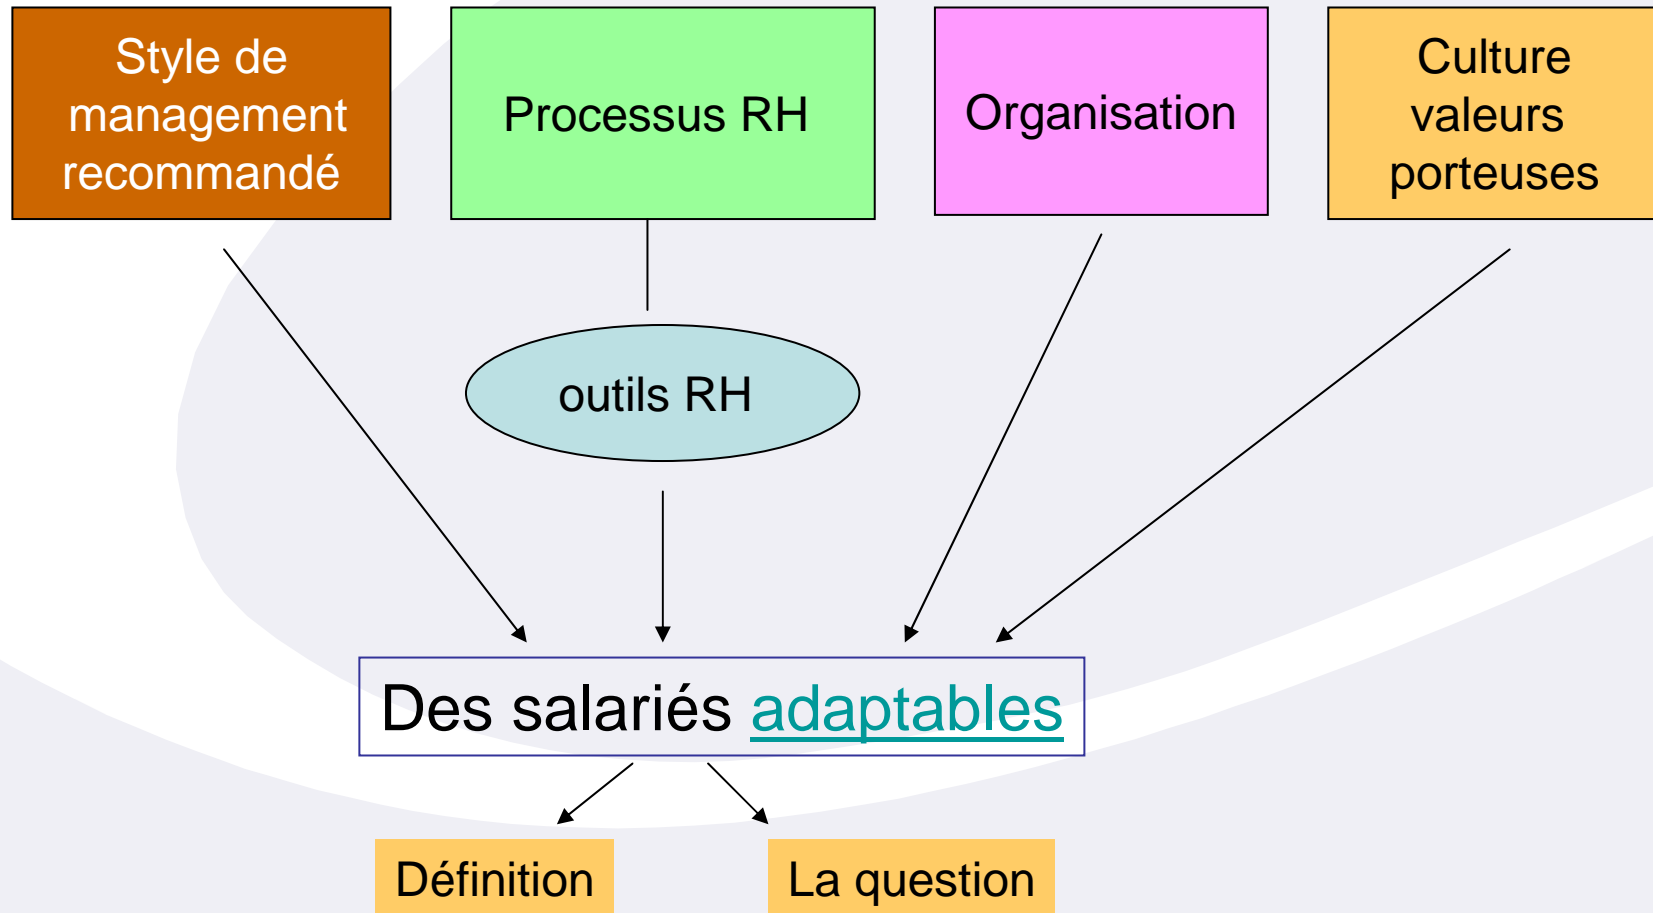 Style de
management
recommandé
Processus RH
Organisation
Culture
valeurs
porteuses
outils RH
Des salariés adaptables
Définition
La question